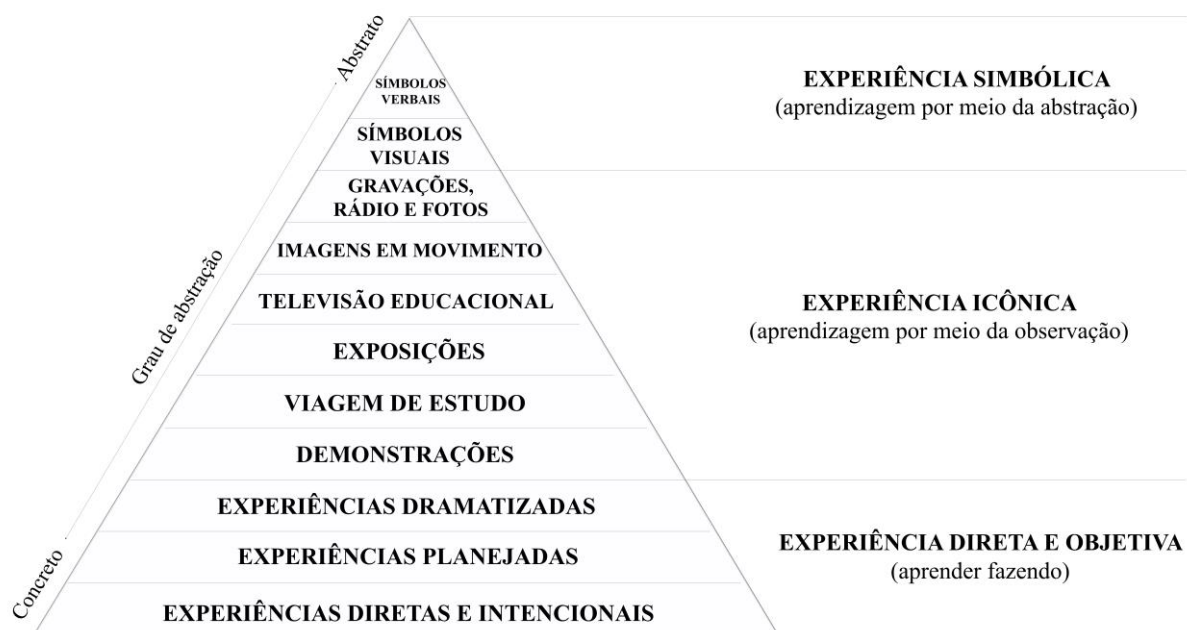 Abstrato
Grau de abstração
Concreto
SÍMBOLOS
VERBAIS
SÍMBOLOS
VISUAIS
GRAVAÇÕES,
RÁDIO E FOTOS
IMAGENS EM MOVIMENTO
TELEVISÃO EDUCACIONAL
EXPOSIÇÕES
VIAGEM DE ESTUDO
DEMONSTRAÇÕES
EXPERIÊNCIAS DRAMATIZADAS
EXPERIÊNCIAS PLANEJADAS
EXPERIÊNCIAS DIRETAS E INTENCIONAIS
EXPERIÊNCIA SIMBÓLICA
(aprendizagem por meio da abstração)
EXPERIÊNCIA ICÔNICA
(aprendizagem por meio da observação)
EXPERIÊNCIA DIRETA E OBJETIVA
(aprender fazendo)